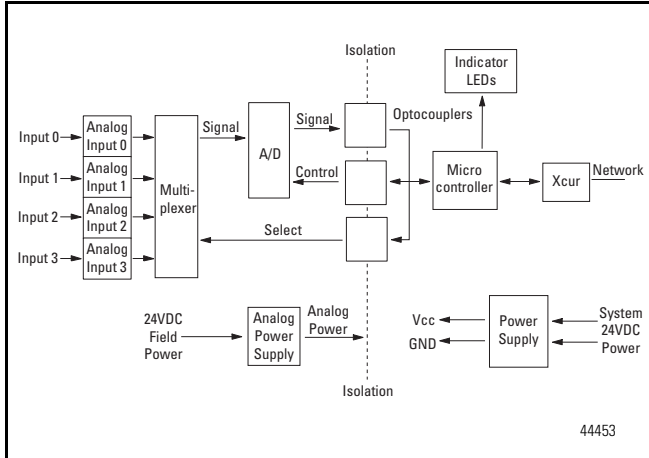 Isolation
Indicator
LEDs
Optocouplers
Input 0
Analog
Input 0
Signal
A/D
Signal
Input 1
Analog
Input 1
Multi-
plexer
Control
Micro
controller
Xcur
Network
Input 2
Analog
Input 2
Select
Input 3
Analog
Input 3
24VDC
Field
Power
Analog
Power
Supply
Analog
Power
Vcc
GND
Power
Supply
System
24VDC
Power
Isolation
44453